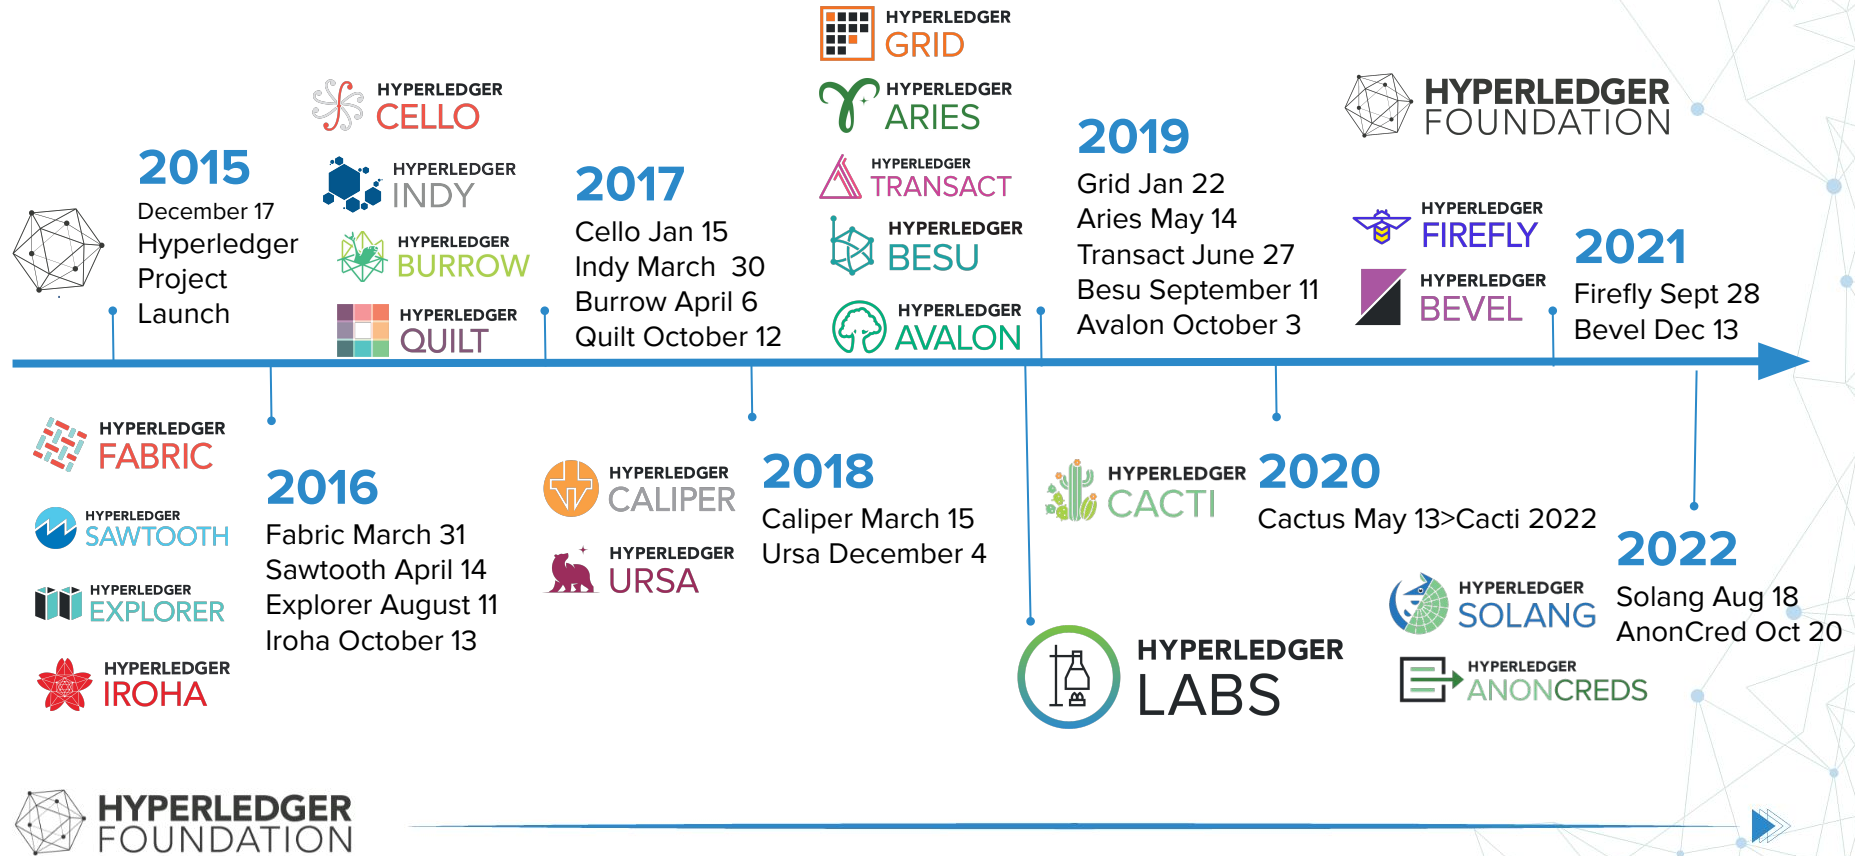 HYPERLEDGER
GRID
HYPERLEDGER
ARIES
HYPERLEDGER
TRANSACT
HYPERLEDGER
BESU
HYPERLEDGER
AVALON
HYPERLEDGER
CELLO
HYPERLEDGER
INDY
HYPERLEDGER
BURROW
HYPERLEDGER
QUILT
2015
December 17
Hyperledger
Project
Launch
2017
Cello Jan 15
Indy March 30
Burrow April 6
Quilt October 12
2019
Grid Jan 22
Aries May 14
Transact June 27
Besu September 11
Avalon October 3
HYPERLEDGER
FOUNDATION
HYPERLEDGER
FIREFLY
HYPERLEDGER
BEVEL
2021
Firefly Sept 28
Bevel Dec 13
HYPERLEDGER
FABRIC
HYPERLEDGER
SAWTOOTH
HYPERLEDGER
EXPLORER
HYPERLEDGER
IROHA
2016
Fabric March 31
Sawtooth April 14
Explorer August 11
Iroha October 13
HYPERLEDGER
CALIPER
HYPERLEDGER
URSA
2018
Caliper March 15
Ursa December 4
HYPERLEDGER
CACTI
2020
Cactus May 13>Cacti 2022
HYPERLEDGER
LABS
HYPERLEDGER
SOLANG
HYPERLEDGER
ANONCREDS
2022
Solang Aug 18
AnonCred Oct 20
HYPERLEDGER
FOUNDATION